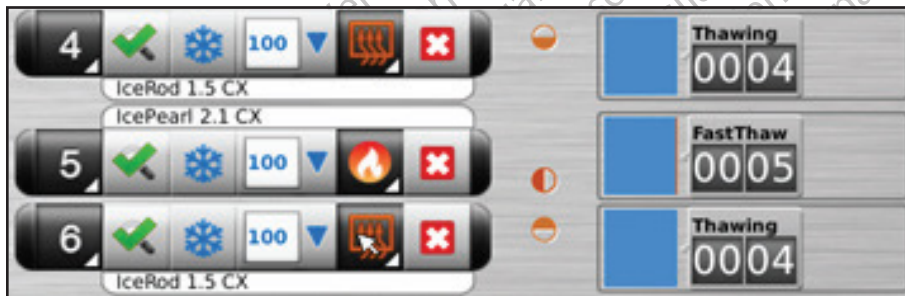 4 100 Thawing
0004
IceRod 1.5 CX
IcePearl 2.1 CX
5 100 FastThaw
0005
6 100 Thawing
0004
IceRod 1.5 CX